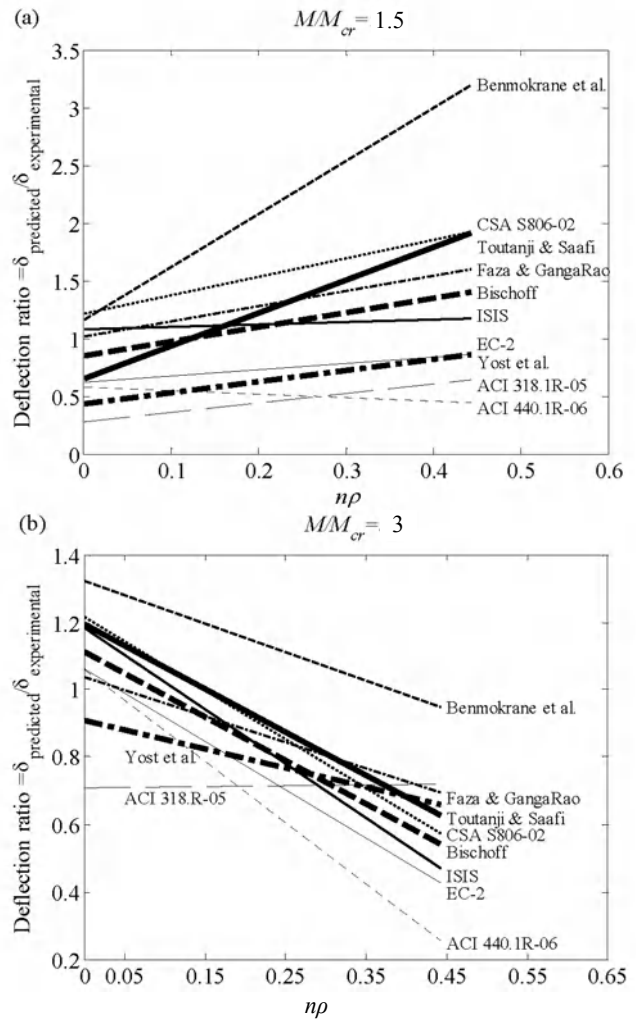 (a)
M/Mcr= 1.5
Deflection ratio =δpredicted/δexperimental
3.5
3
2.5
2
1.5
1
0.5
0
Benmokrane et al.
CSA S806-02
Toutanji & Saafi
Faza & GangaRao
Bischoff
ISIS
EC-2
Yost et al.
ACI 318.1R-05
ACI 440.1R-06
0 0.1 0.2 0.3 0.4 0.5 0.6
nρ
(b)
M/Mcr= 3
Deflection ratio =δpredicted/δexperimental
1.4
1.2
1
0.8
0.6
0.4
0.2
Benmokrane et al.
Yost et al.
ACI 318.R-05
Faza & GangaRao
Toutanji & Saafi
CSA S806-02
Bischoff
ISIS
EC-2
ACI 440.1R-06
0 0.05 0.15 0.25 0.35 0.45 0.55 0.65
nρ